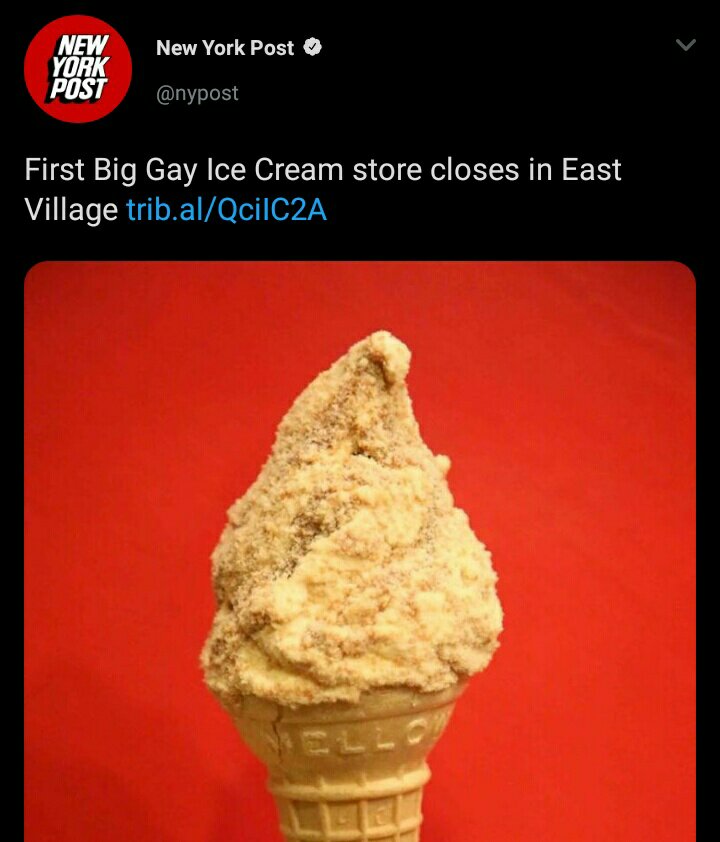 NEW
YORK
POST
New York Post
@nypost
First Big Gay Ice Cream store closes in East
Village trib.al/QcilC2A
ELLO